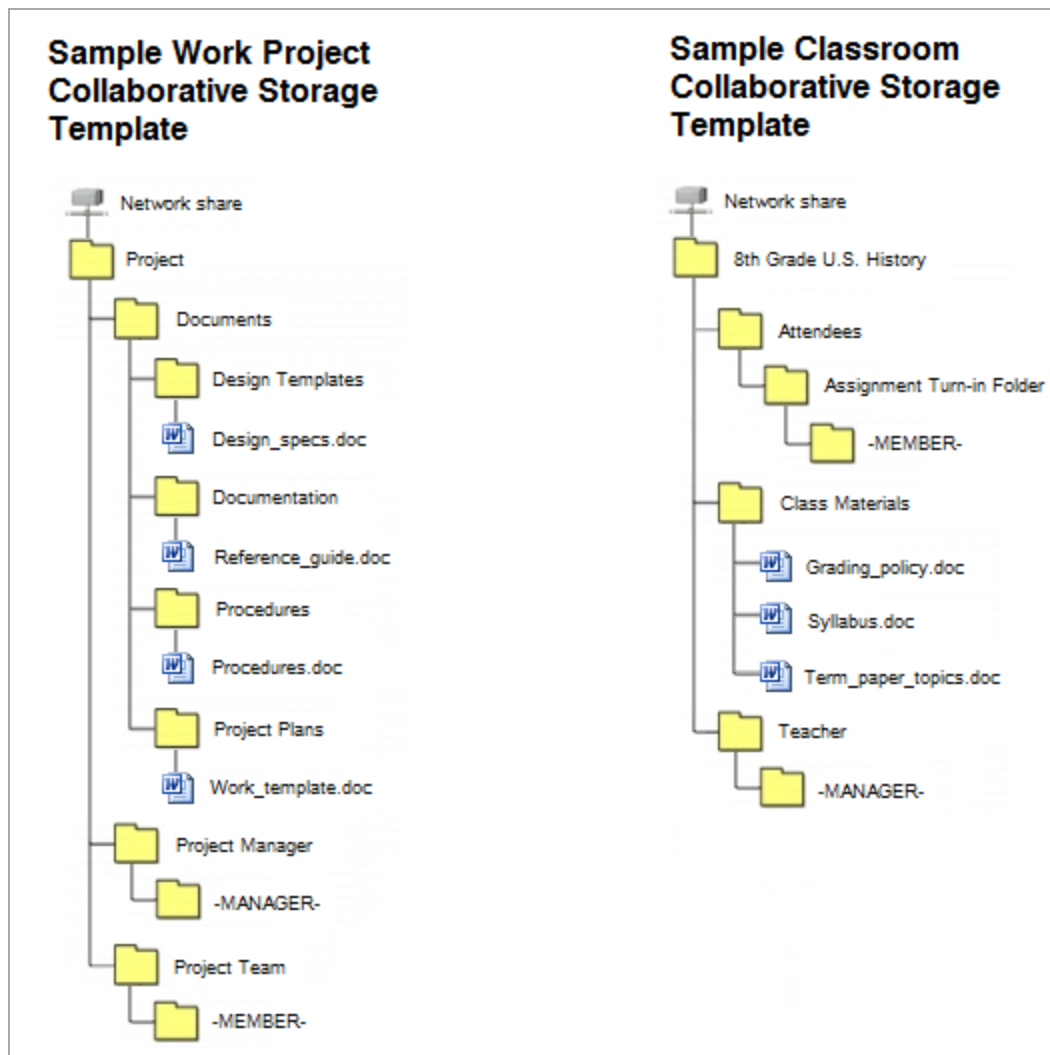 Sample Work Project
Collaborative Storage
Template
Network share
Project
Documents
Design Templates
Design_specs.doc
Documentation
Reference_guide.doc
Procedures
Procedures.doc
Project Plans
Work_template.doc
Project Manager
-MANAGER-
Project Team
-MEMBER-
Sample Classroom
Collaborative Storage
Template
Network share
8th Grade U.S. History
Attendees
Assignment Turn-in Folder
-MEMBER-
Class Materials
Grading_policy.doc
Syllabus.doc
Term_paper_topics.doc
Teacher
-MANAGER-